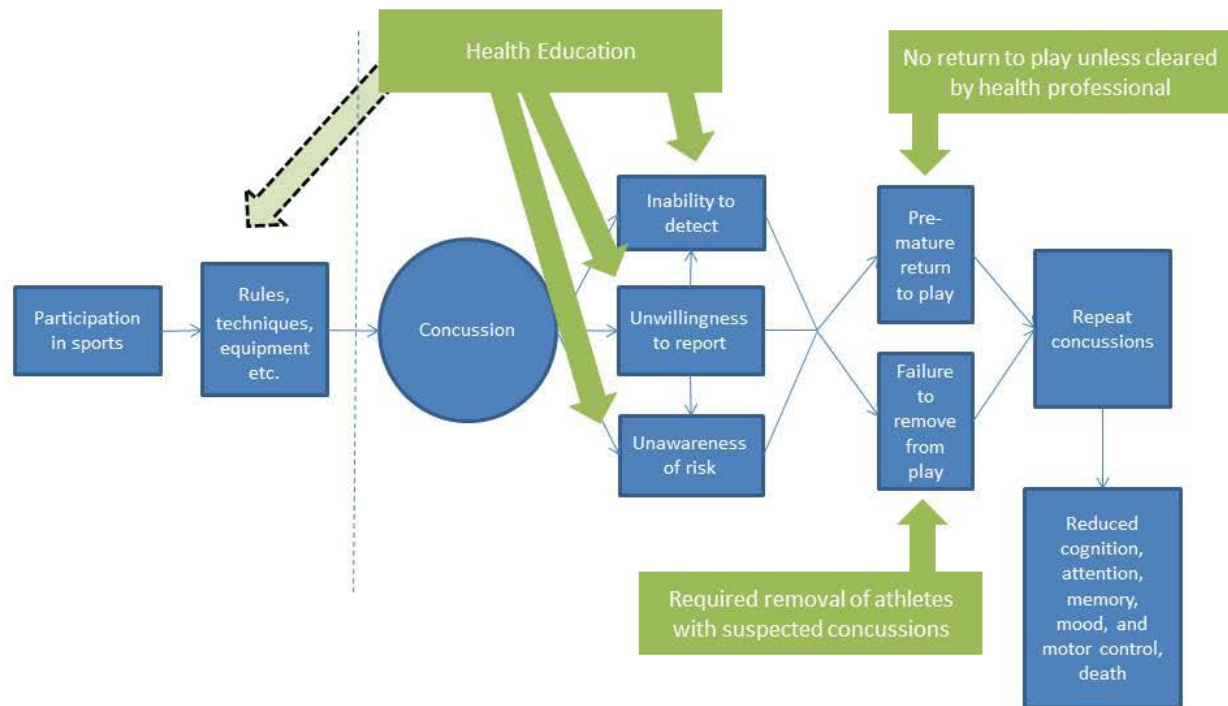 Health Education
No return to play unless cleared
by health professional
Participation
in sports
Rules,
techniques,
equipment
etc.
Concussion
Inability to
detect
Unwillingness
to report
Unawareness
of risk
Pre-
mature
return
to play
Failure
to
remove
from
play
Repeat
concussions
Required removal of athletes
with suspected concussions
Reduced
cognition,
attention,
memory,
mood, and
motor control,
death